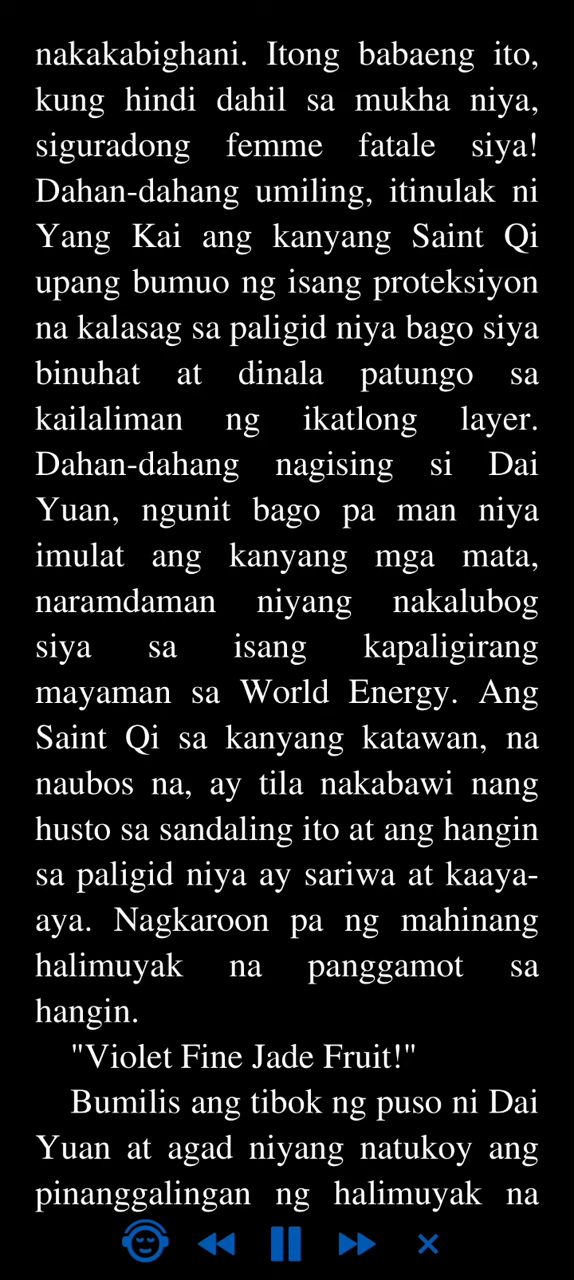 nakakabighani. Itong babaeng ito,
kung hindi dahil sa mukha niya,
siguradong femme fatale siya!
Dahan-dahang umiling, itinulak ni
Yang Kai ang kanyang Saint Qi
upang bumuo ng isang proteksiyon
na kalasag sa paligid niya bago siya
binuhat at dinala patungo sa
kailaliman ng ikatlong layer.
Dahan-dahang nagising si Dai
Yuan, ngunit bago pa man niya
imulat ang kanyang mga mata,
naramdaman niyang nakalubog
siya sa isang kapaligirang
mayaman sa World Energy. Ang
Saint Qi sa kanyang katawan, na
naubos na, ay tila nakabawi nang
husto sa sandaling ito at ang hangin
sa paligid niya ay sariwa at kaaya-
aya. Nagkaroon pa ng mahinang
halimuyak na panggamot sa
hangin.
"Violet Fine Jade Fruit!"
Bumilis ang tibok ng puso ni Dai
Yuan at agad niyang natukoy ang
pinanggalingan ng halimuyak na